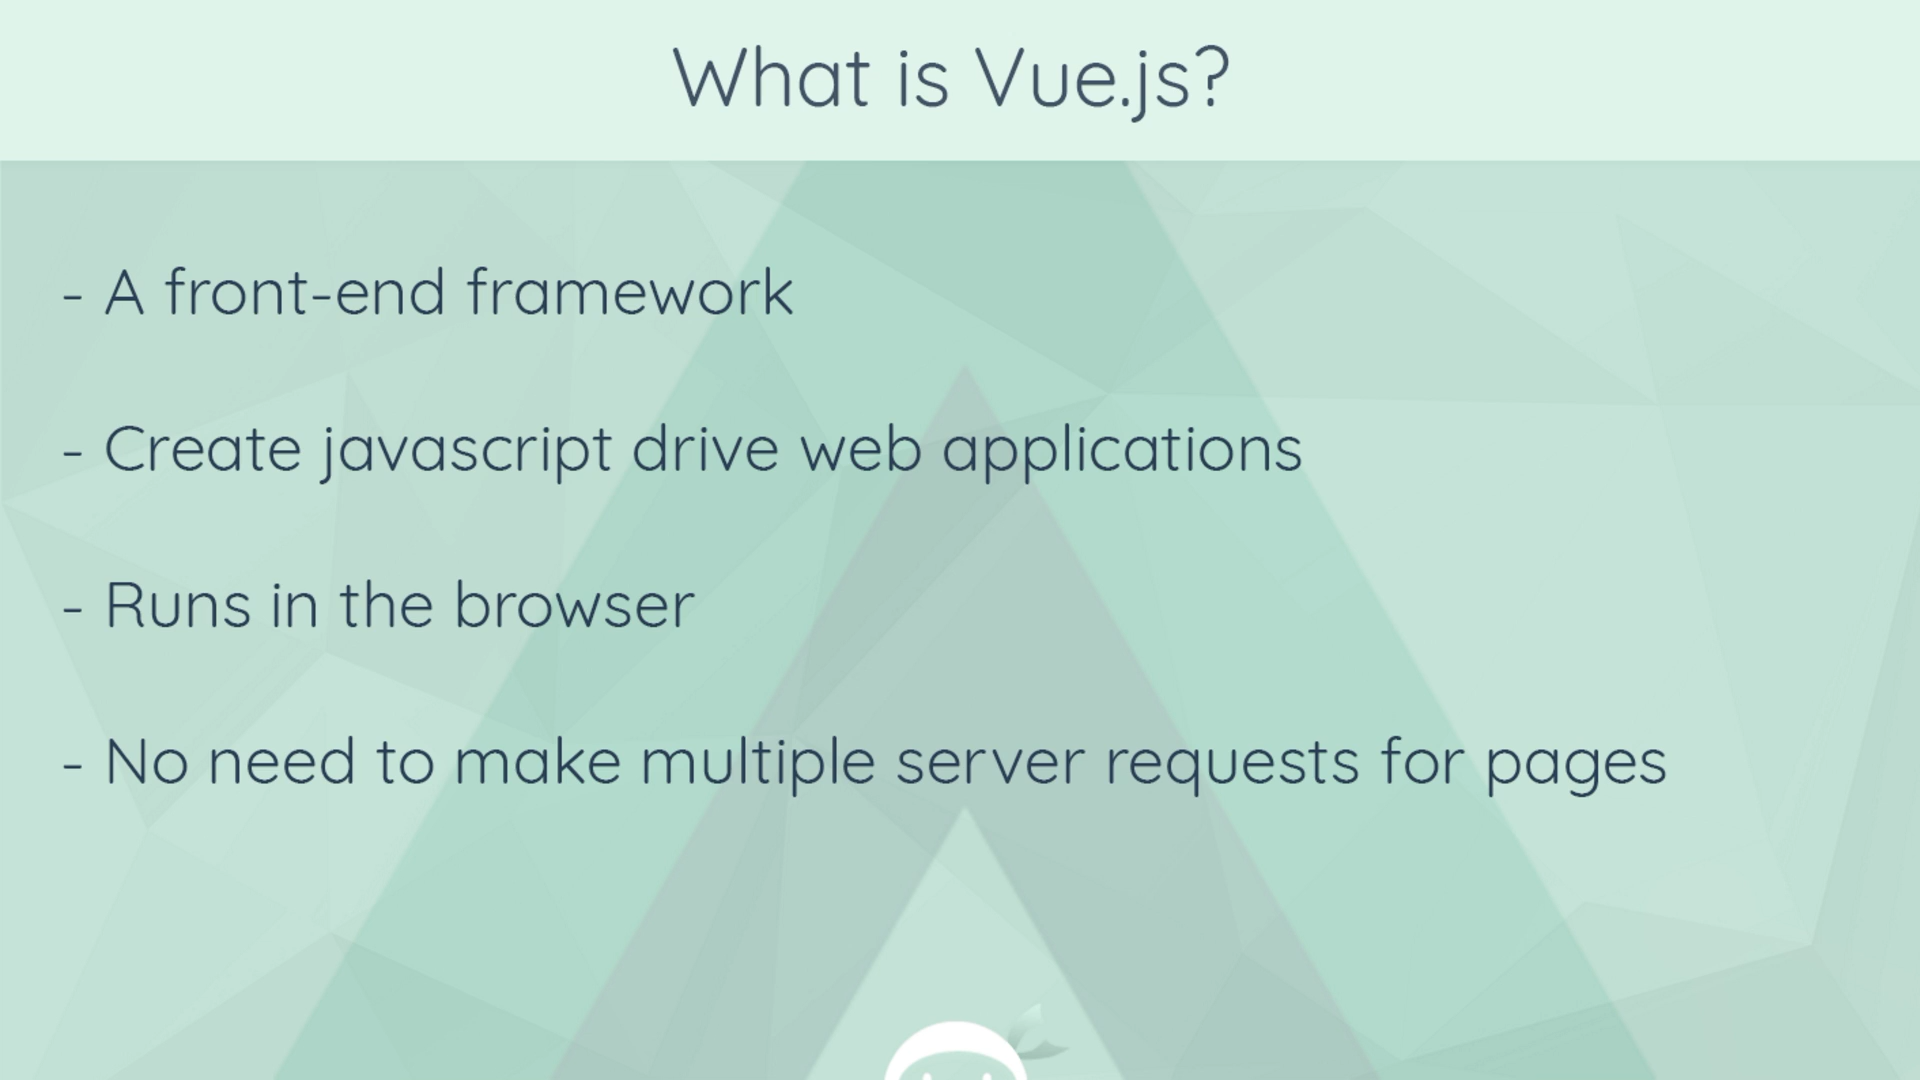 What is Vue.js?
- A front-end framework
- Create javascript drive web applications
- Runs in the browser
- No need to make multiple server requests for pages